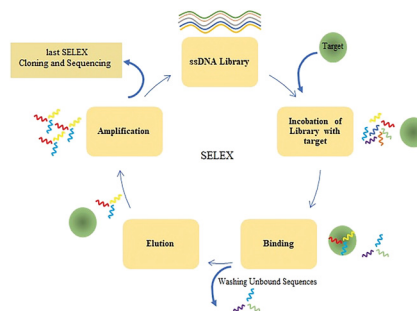 last SELEX
Cloning and Sequencing
ssDNA Library
Target
Amplification
Incobation of
Library with
target
SELEX
Elution
Binding
Washing Unbound Sequences